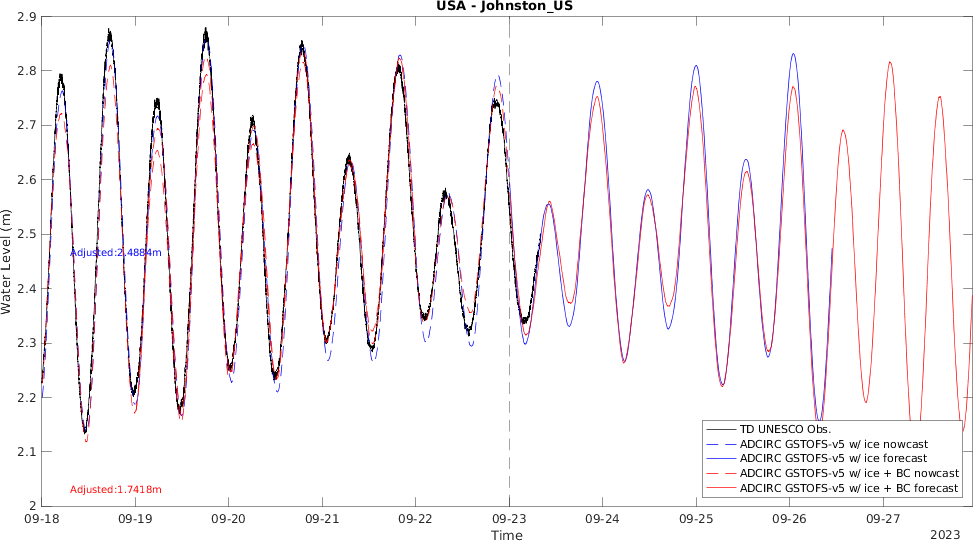 USA - Johnston_US
2.9
2.8
2.7
2.6
2.5
2.4
2.3
2.2
2.1
2
Water Level (m)
Adjusted:2.4884m
Adjusted:1.7418m
TD UNESCO Obs.
ADCIRC GSTOFS-v5 w/ ice nowcast
ADCIRC GSTOFS-v5 w/ ice forecast
ADCIRC GSTOFS-v5 w/ ice + BC nowcast
ADCIRC GSTOFS-v5 w/ ice + BC forecast
09-18 09-19 09-20 09-21 09-22 09-23 09-24 09-25 09-26 09-27
Time
2023